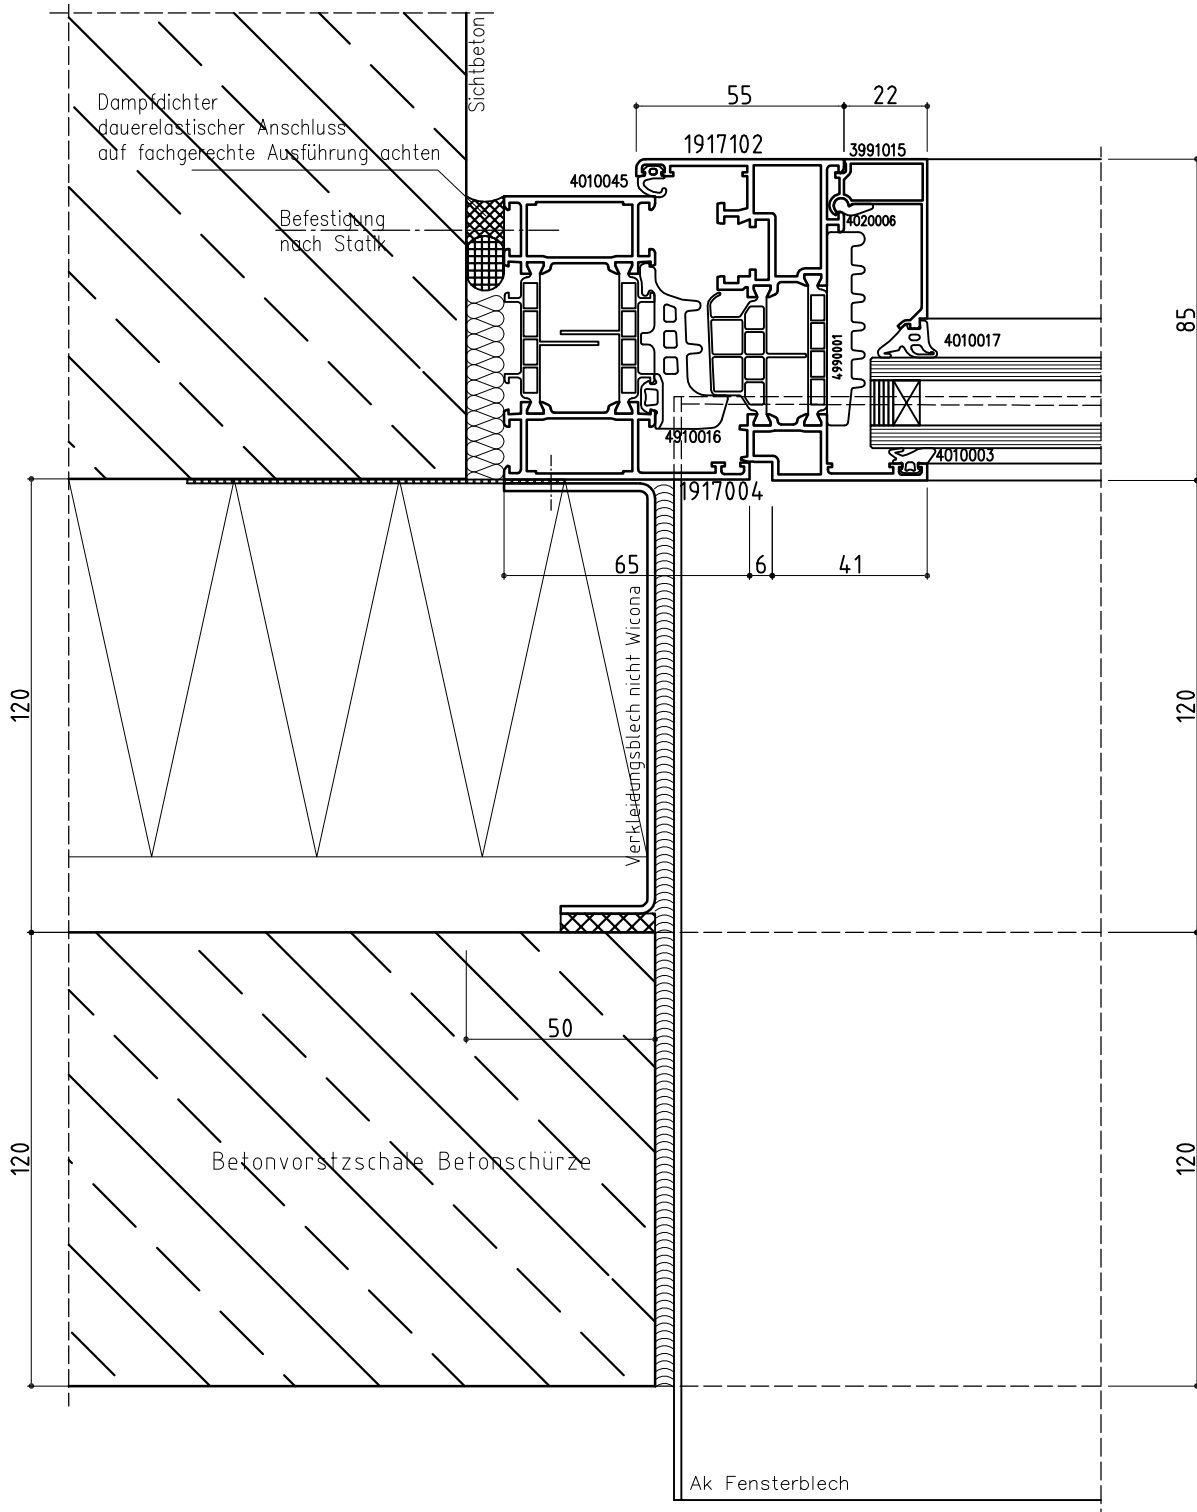 Sichtbeton
Dampfdichter
dauerelastischer Anschluss
auf fachgerechte Ausführung achten
Befestigung
nach Statik
55
22
1917102
3991015
4010045
4020006
4990001
4010017
4910016
4010003
1917004
85
65
6
41
Verkleidungsblech nicht Wicona
120
120
50
Betonvorstzschale Betonschürze
120
120
Ak Fensterblech